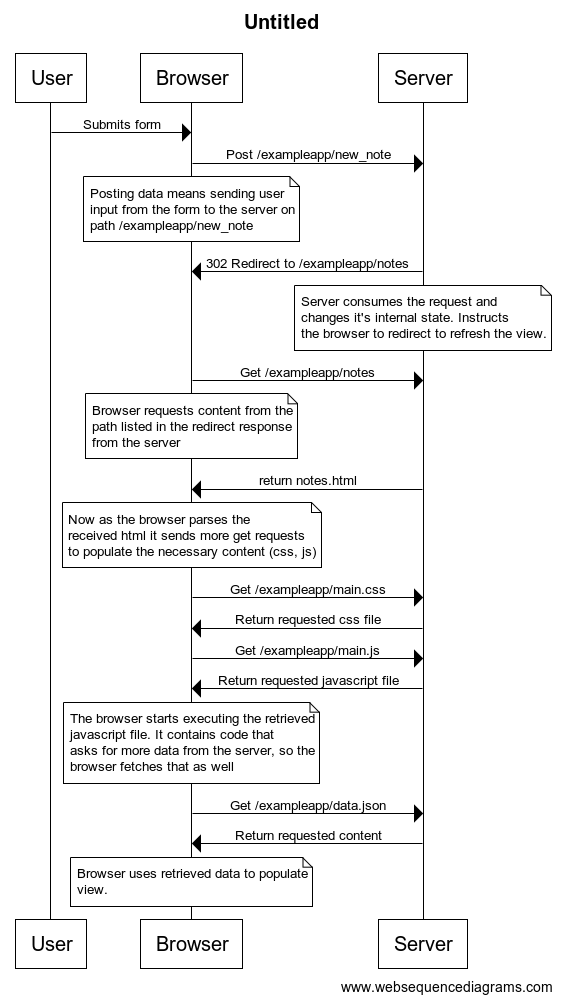 Untitled
User
Browser
Server
Submits form
Post /exampleapp/new_note
Posting data means sending user
input from the form to the server on
path /exampleapp/new_note
302 Redirect to /exampleapp/notes
Server consumes the request and
changes it's internal state. Instructs
the browser to redirect to refresh the view.
Get /exampleapp/notes
Browser requests content from the
path listed in the redirect response
from the server
return notes.html
Now as the browser parses the
received html it sends more get requests
to populate the necessary content (css, js)
Get /exampleapp/main.css
Return requested css file
Get /exampleapp/main.js
Return requested javascript file
The browser starts executing the retrieved
javascript file. It contains code that
asks for more data from the server, so the
browser fetches that as well
Get /exampleapp/data.json
Return requested content
Browser uses retrieved data to populate
view.
User
Browser
Server
www.websequencediagrams.com